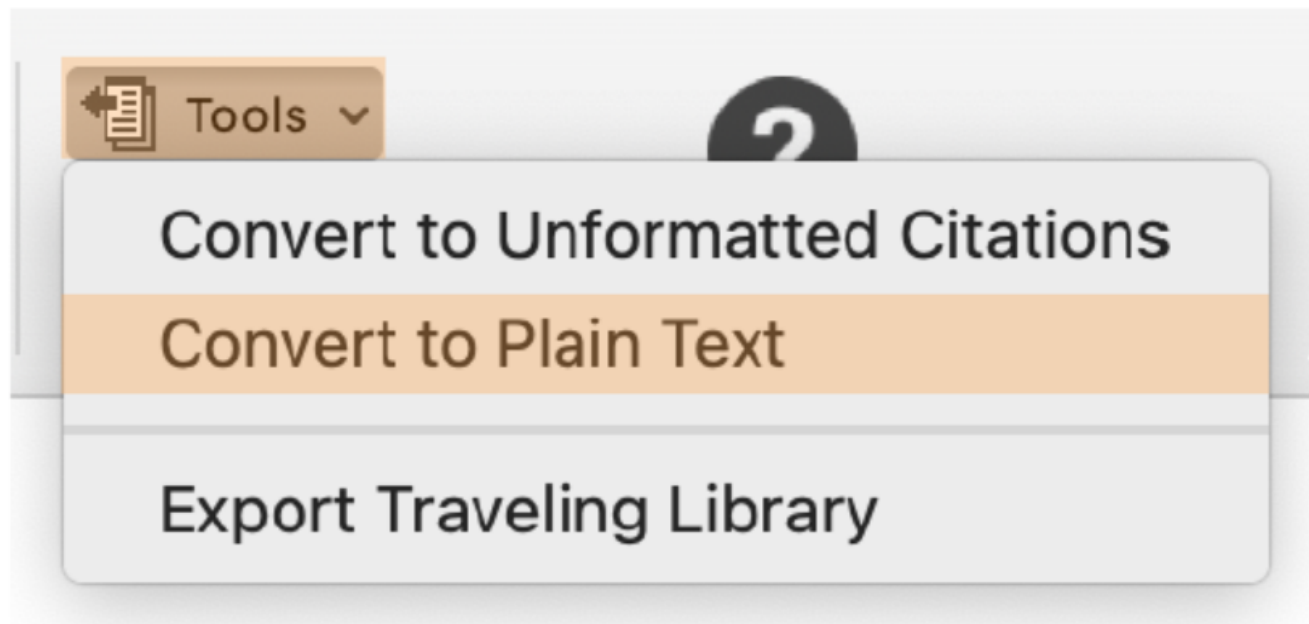 Tools
?
Convert to Unformatted Citations
Convert to Plain Text
Export Traveling Library